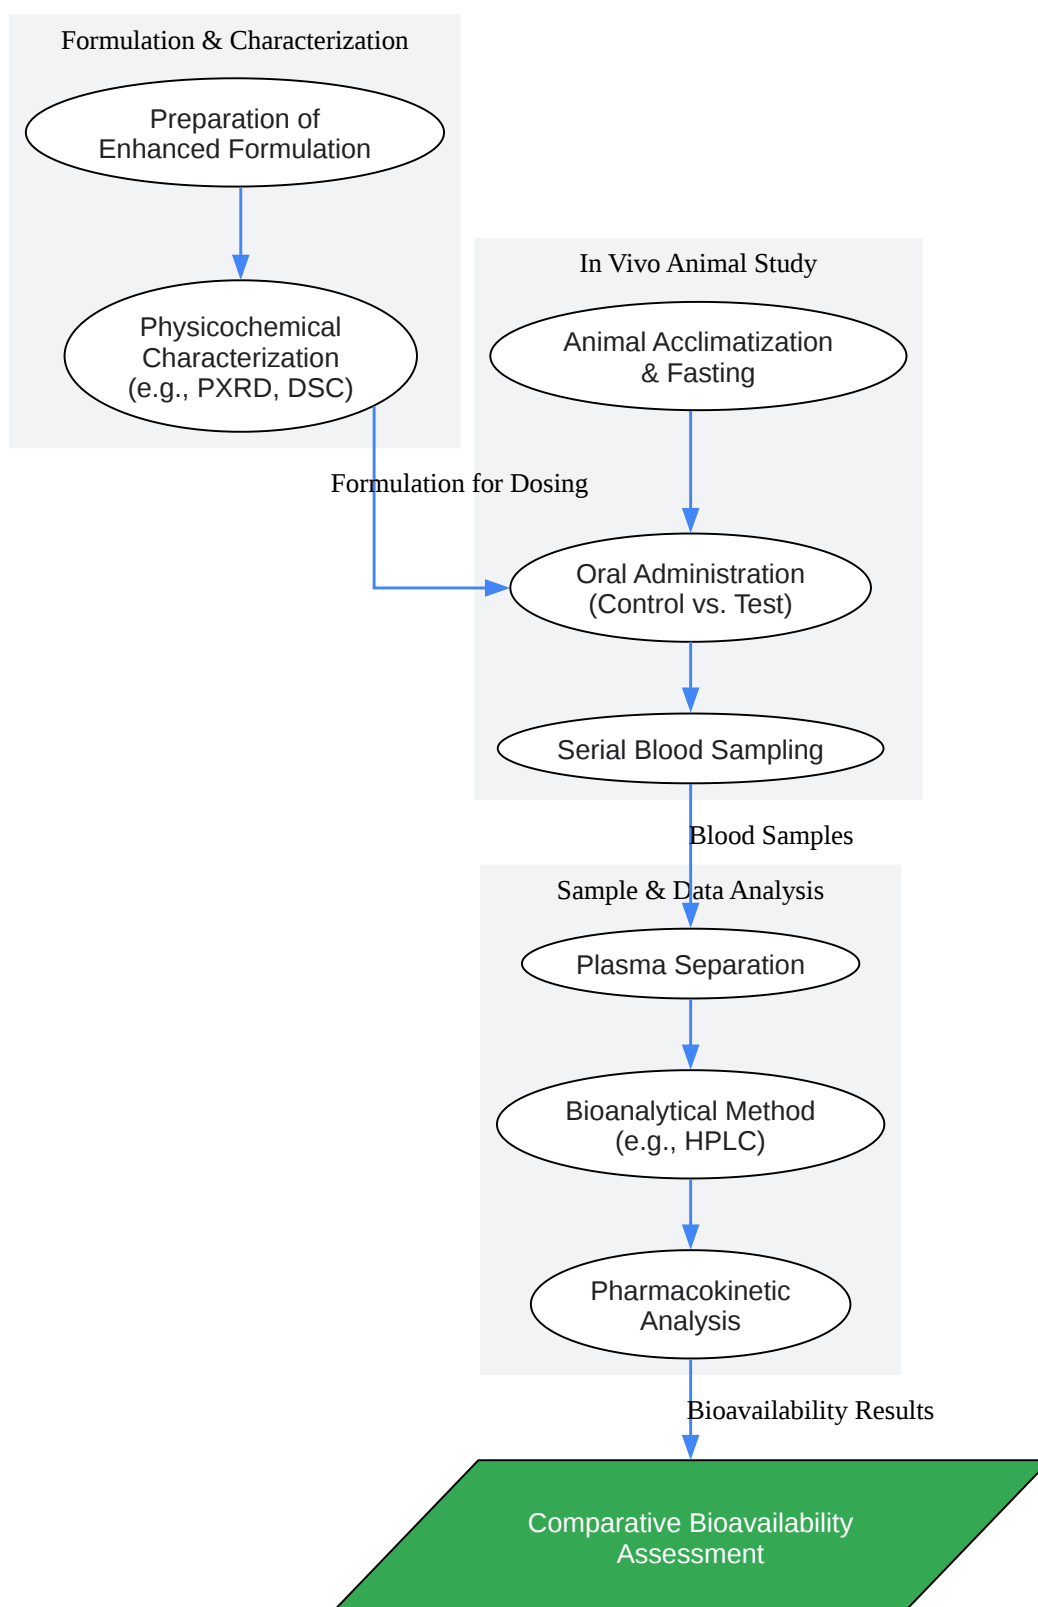 Formulation & Characterization
Preparation of
Enhanced Formulation
Physicochemical
Characterization
(e.g., PXRD, DSC)
Formulation for Dosing
In Vivo Animal Study
Animal Acclimatization
& Fasting
Oral Administration
(Control vs. Test)
Serial Blood Sampling
Blood Samples
Sample & Data Analysis
Plasma Separation
Bioanalytical Method
(e.g., HPLC)
Pharmacokinetic
Analysis
Bioavailability Results
Comparative Bioavailability
Assessment